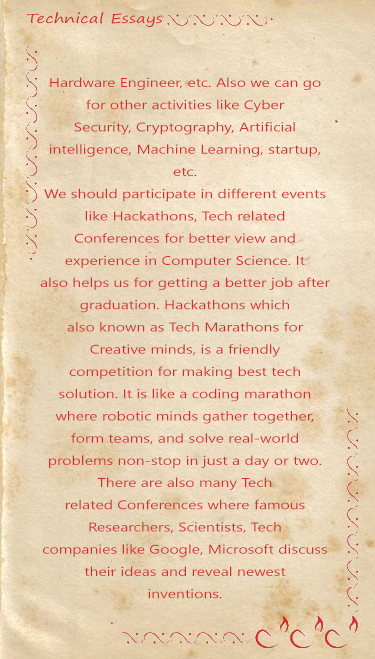 Technical Essays
Hardware Engineer, etc. Also we can go
for other activities like Cyber
Security, Cryptography, Artificial
intelligence, Machine Learning, startup,
etc.
We should participate in different events
like Hackathons, Tech related
Conferences for better view and
experience in Computer Science. It
also helps us for getting a better job after
graduation. Hackathons which
also known as Tech Marathons for
Creative minds, is a friendly
competition for making best tech
solution. It is like a coding marathon
where robotic minds gather together,
form teams, and solve real-world
problems non-stop in just a day or two.
There are also many Tech
related Conferences where famous
Researchers, Scientists, Tech
companies like Google, Microsoft discuss
their ideas and reveal newest
inventions.